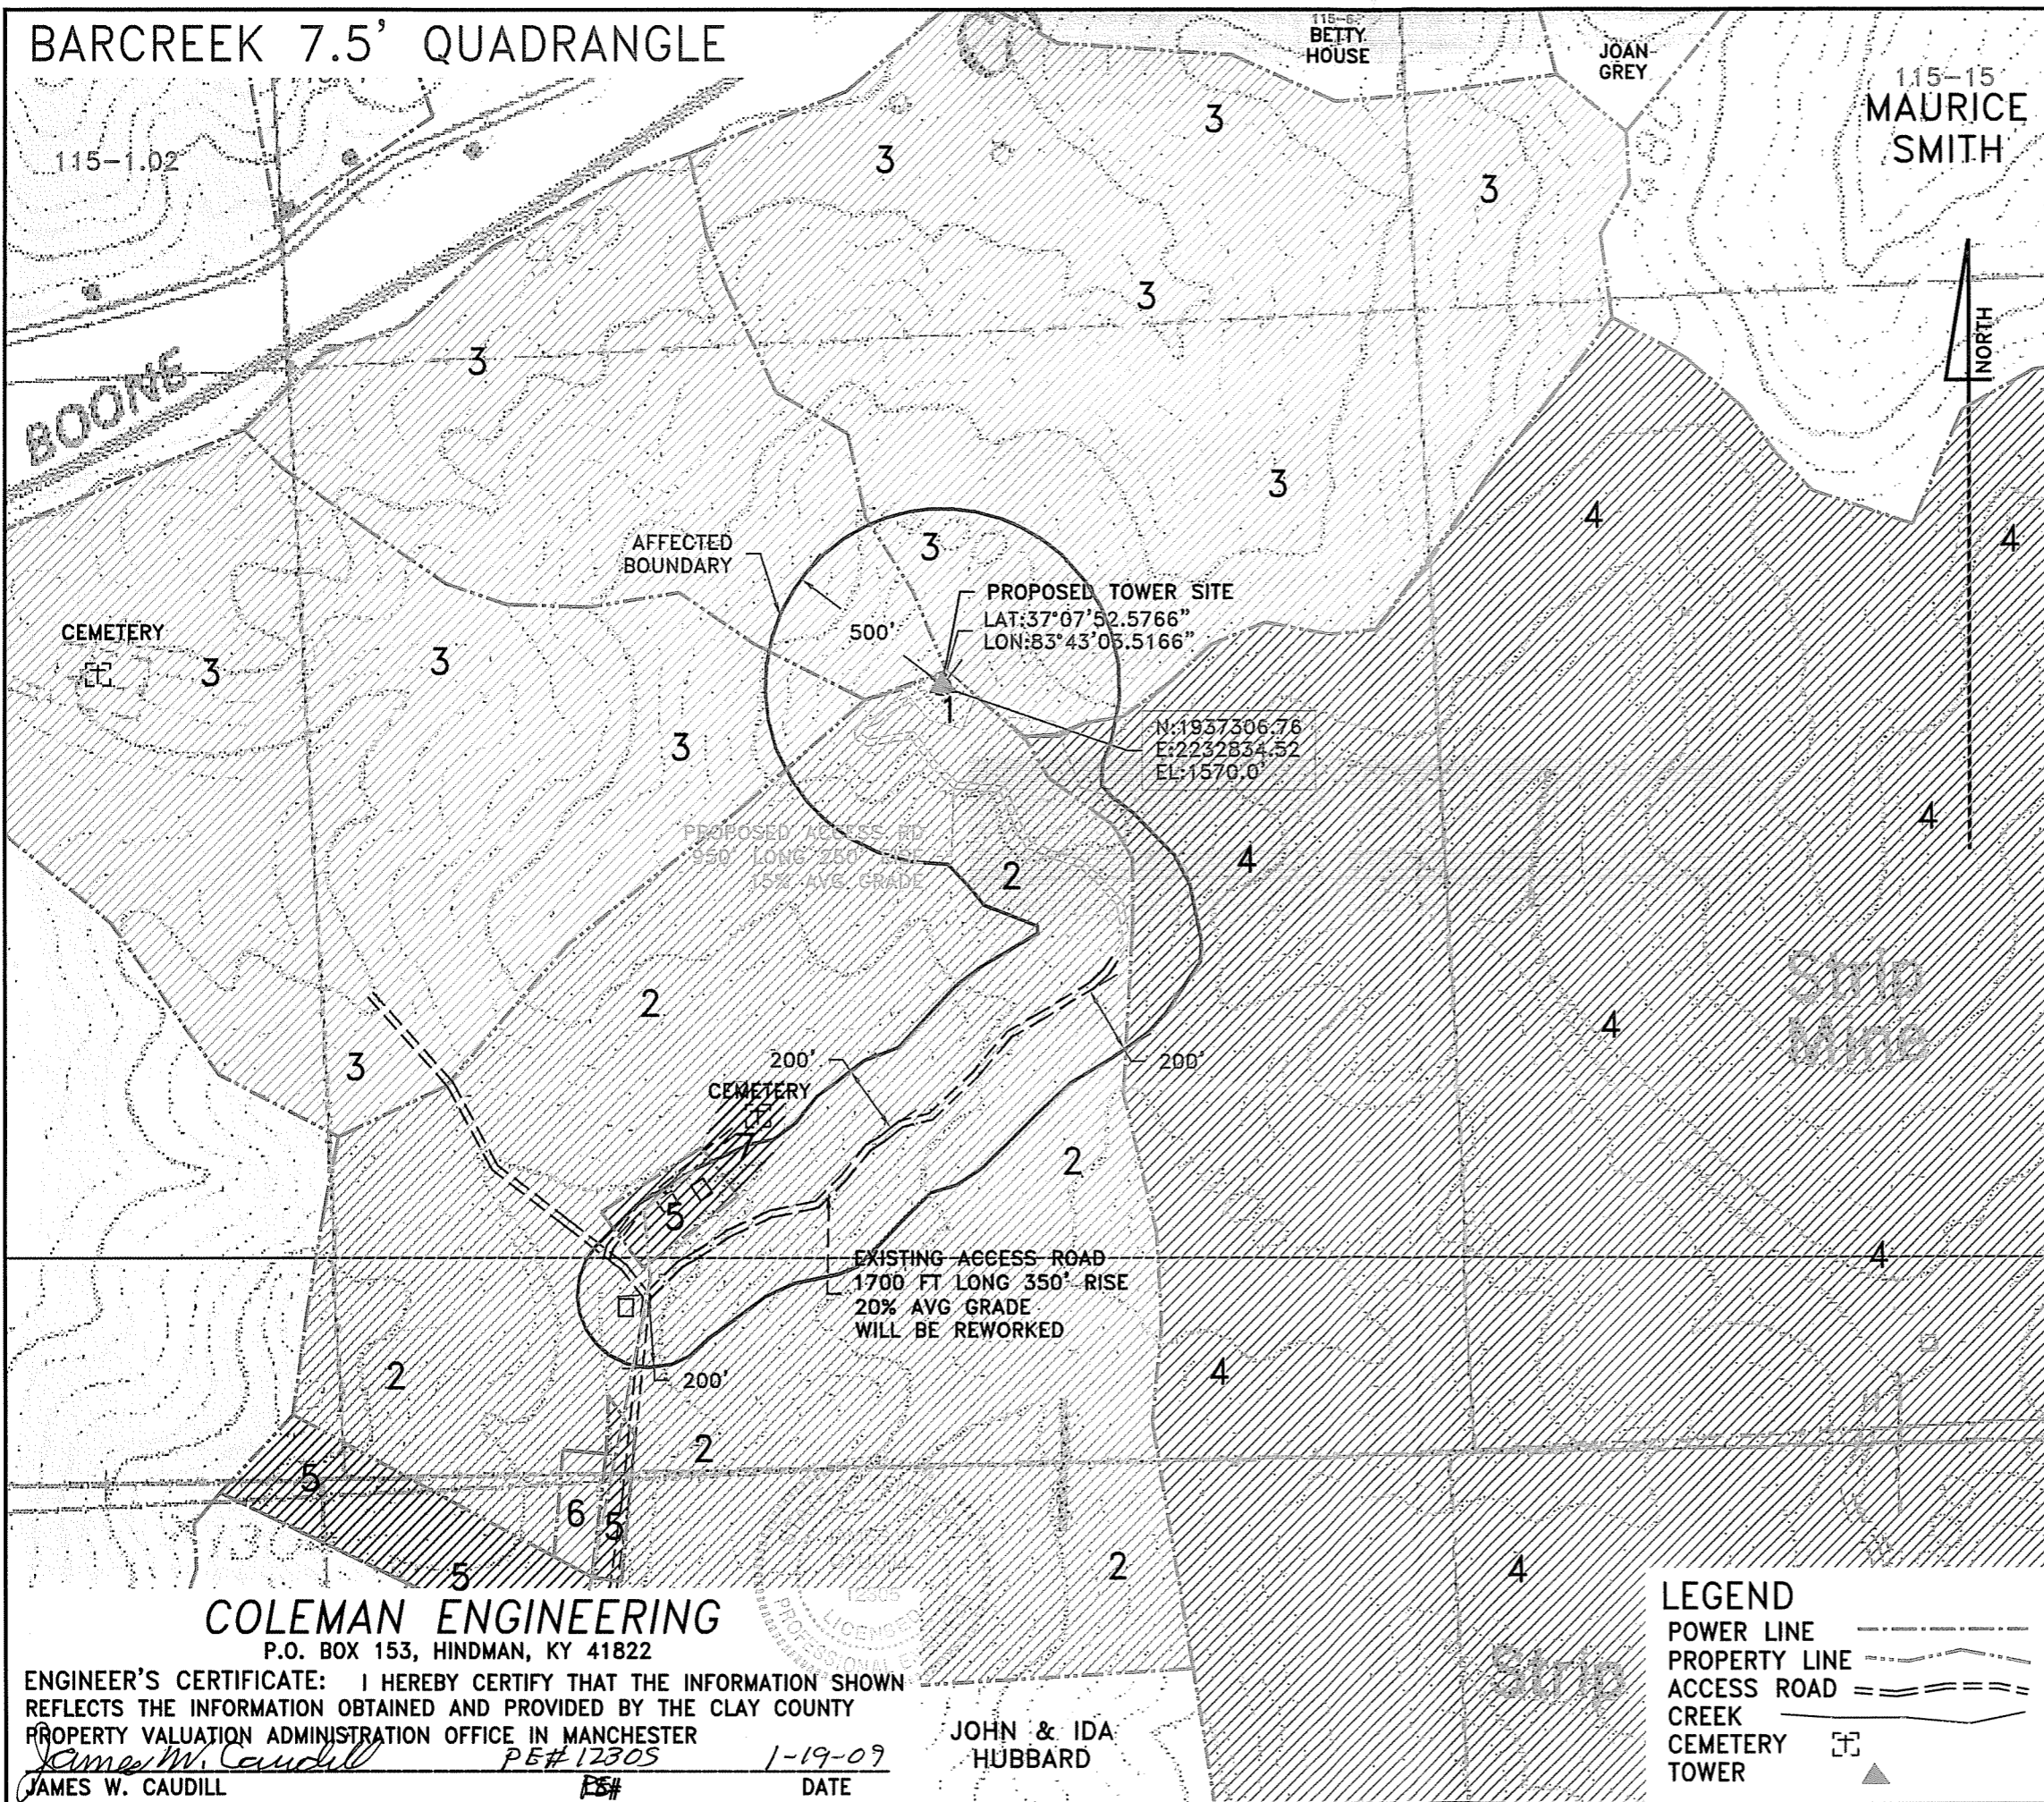 BARCREEK 7.5' QUADRANGLE
115-6
BETTY
HOUSE
JOAN
GREY
115-15
MAURICE
SMITH
115-1.02
3
3
3
3
3
BOONE
NORTH
3
4
4
AFFECTED
BOUNDARY
3
PROPOSED TOWER SITE
LAT:37°07'52.5766"
LON:83°43'03.5166"
500'
CEMETERY
3
3
3
1
N:1937306.76
E:2232834.52
EL:1570.0'
4
PROPOSED ACCESS RD
950' LONG 250' RISE
15% AVG GRADE
2
4
Strip
Mine
2
4
3
200'
200'
CEMETERY
7
2
5
EXISTING ACCESS ROAD
1700 FT LONG 350' RISE
20% AVG GRADE
WILL BE REWORKED
4
200'
2
4
2
5
6
5
2
4
5
COLEMAN ENGINEERING
P.O. BOX 153, HINDMAN, KY 41822
ENGINEER'S CERTIFICATE: I HEREBY CERTIFY THAT THE INFORMATION SHOWN
REFLECTS THE INFORMATION OBTAINED AND PROVIDED BY THE CLAY COUNTY
PROPERTY VALUATION ADMINISTRATION OFFICE IN MANCHESTER
James W. Caudill PE# 12305 1-19-09
JAMES W. CAUDILL PE# DATE
12305
LICENSED
PROFESSIONAL
JOHN & IDA
HUBBARD
Strip
LEGEND
POWER LINE
PROPERTY LINE
ACCESS ROAD
CREEK
CEMETERY
TOWER